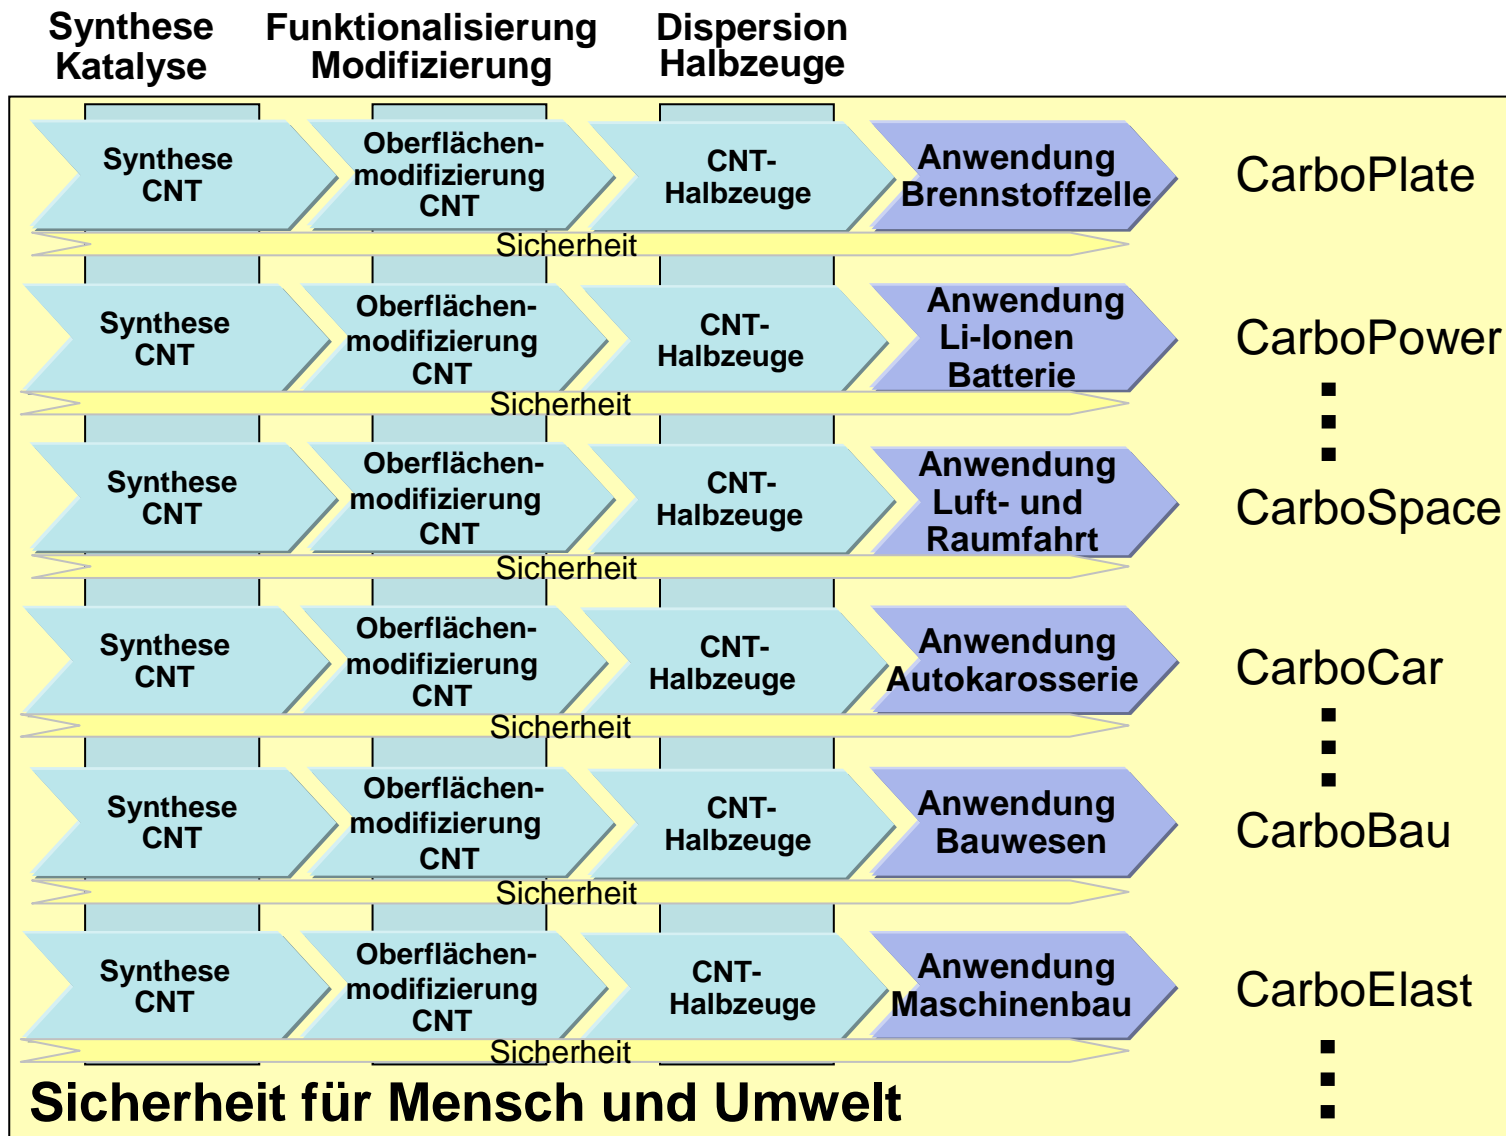 Synthese
Katalyse
Funktionalisierung
Modifizierung
Dispersion
Halbzeuge
Synthese
CNT
Oberflächen-
modifizierung
CNT
CNT-
Halbzeuge
Anwendung
Brennstoffzelle
CarboPlate
Sicherheit
Synthese
CNT
Oberflächen-
modifizierung
CNT
CNT-
Halbzeuge
Anwendung
Li-Ionen
Batterie
CarboPower
Sicherheit
Synthese
CNT
Oberflächen-
modifizierung
CNT
CNT-
Halbzeuge
Anwendung
Luft- und
Raumfahrt
CarboSpace
Sicherheit
Synthese
CNT
Oberflächen-
modifizierung
CNT
CNT-
Halbzeuge
Anwendung
Autokarosserie
CarboCar
Sicherheit
Synthese
CNT
Oberflächen-
modifizierung
CNT
CNT-
Halbzeuge
Anwendung
Bauwesen
CarboBau
Sicherheit
Synthese
CNT
Oberflächen-
modifizierung
CNT
CNT-
Halbzeuge
Anwendung
Maschinenbau
CarboElast
Sicherheit
Sicherheit für Mensch und Umwelt